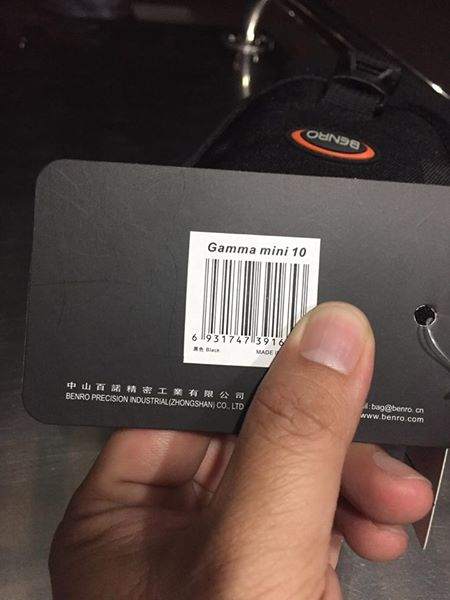 BENRO
Gamma mini 10
6 931747 3916
黑色 Black
MADE
中山百諾精密工業有限公司
BENRO PRECISION INDUSTRIAL(ZHONGSHAN) CO., LTD
l:bag@benro.cn
www.benro.com